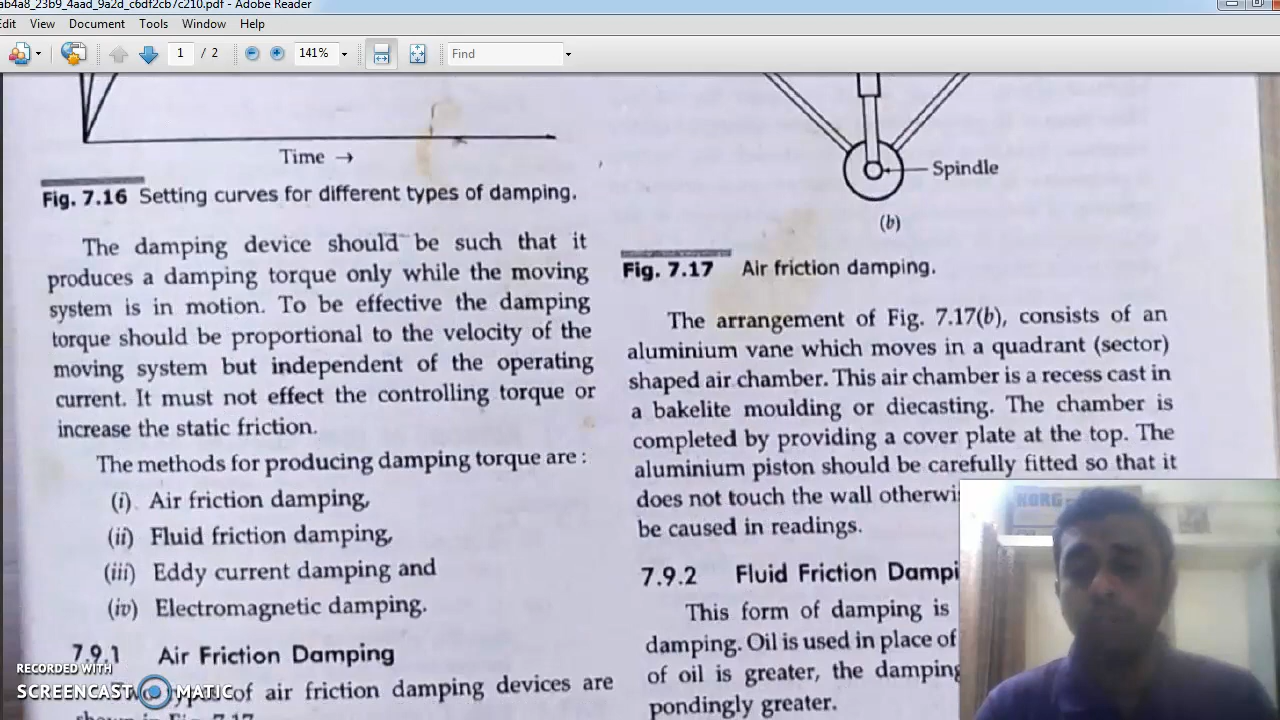 ab4a8_23b9_4aad_9a2d_c6df2cb7c210.pdf - Adobe Reader
Edit View Document Tools Window Help
1 / 2 141% Find
Time →
Fig. 7.16 Setting curves for different types of damping.
The damping device should be such that it
produces a damping torque only while the moving
system is in motion. To be effective the damping
torque should be proportional to the velocity of the
moving system but independent of the operating
current. It must not effect the controlling torque or
increase the static friction.
The methods for producing damping torque are :
(i) Air friction damping,
(ii) Fluid friction damping,
(iii) Eddy current damping and
(iv) Electromagnetic damping.
7.9.1 Air Friction Damping
of air friction damping devices are
shown in Fig. 7.17
RECORDED WITH
SCREENCAST MATIC
Spindle
(b)
Fig. 7.17 Air friction damping.
The arrangement of Fig. 7.17(b), consists of an
aluminium vane which moves in a quadrant (sector)
shaped air chamber. This air chamber is a recess cast in
a bakelite moulding or diecasting. The chamber is
completed by providing a cover plate at the top. The
aluminium piston should be carefully fitted so that it
does not touch the wall otherwi
be caused in readings.
7.9.2 Fluid Friction Dampi
This form of damping is
damping. Oil is used in place of
of oil is greater, the damping
pondingly greater.